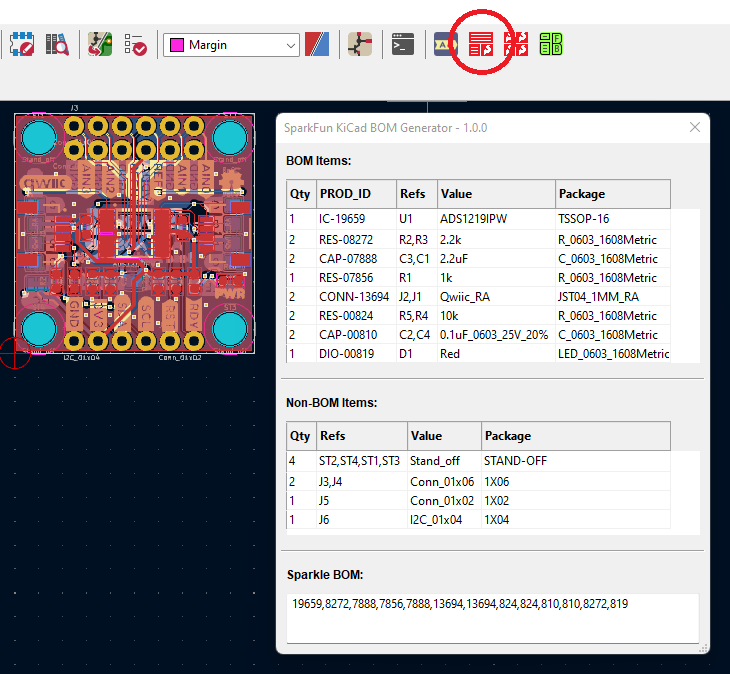 Margin
J3
qwiic
GND
3V3
SCL
RST
PWR
I2C_01x04
Conn_01x02
SparkFun KiCad BOM Generator - 1.0.0
BOM Items:
Qty PROD_ID Refs Value Package
1 IC-19659 U1 ADS1219IPW TSSOP-16
2 RES-08272 R2,R3 2.2k R_0603_1608Metric
2 CAP-07888 C3,C1 2.2uF C_0603_1608Metric
1 RES-07856 R1 1k R_0603_1608Metric
2 CONN-13694 J2,J1 Qwiic_RA JST04_1MM_RA
2 RES-00824 R5,R4 10k R_0603_1608Metric
2 CAP-00810 C2,C4 0.1uF_0603_25V_20% C_0603_1608Metric
1 DIO-00819 D1 Red LED_0603_1608Metric
Non-BOM Items:
Qty Refs Value Package
4 ST2,ST4,ST1,ST3 Stand_off STAND-OFF
2 J3,J4 Conn_01x06 1X06
1 J5 Conn_01x02 1X02
1 J6 I2C_01x04 1X04
Sparkle BOM:
19659,8272,7888,7856,7888,13694,13694,824,824,810,810,8272,819